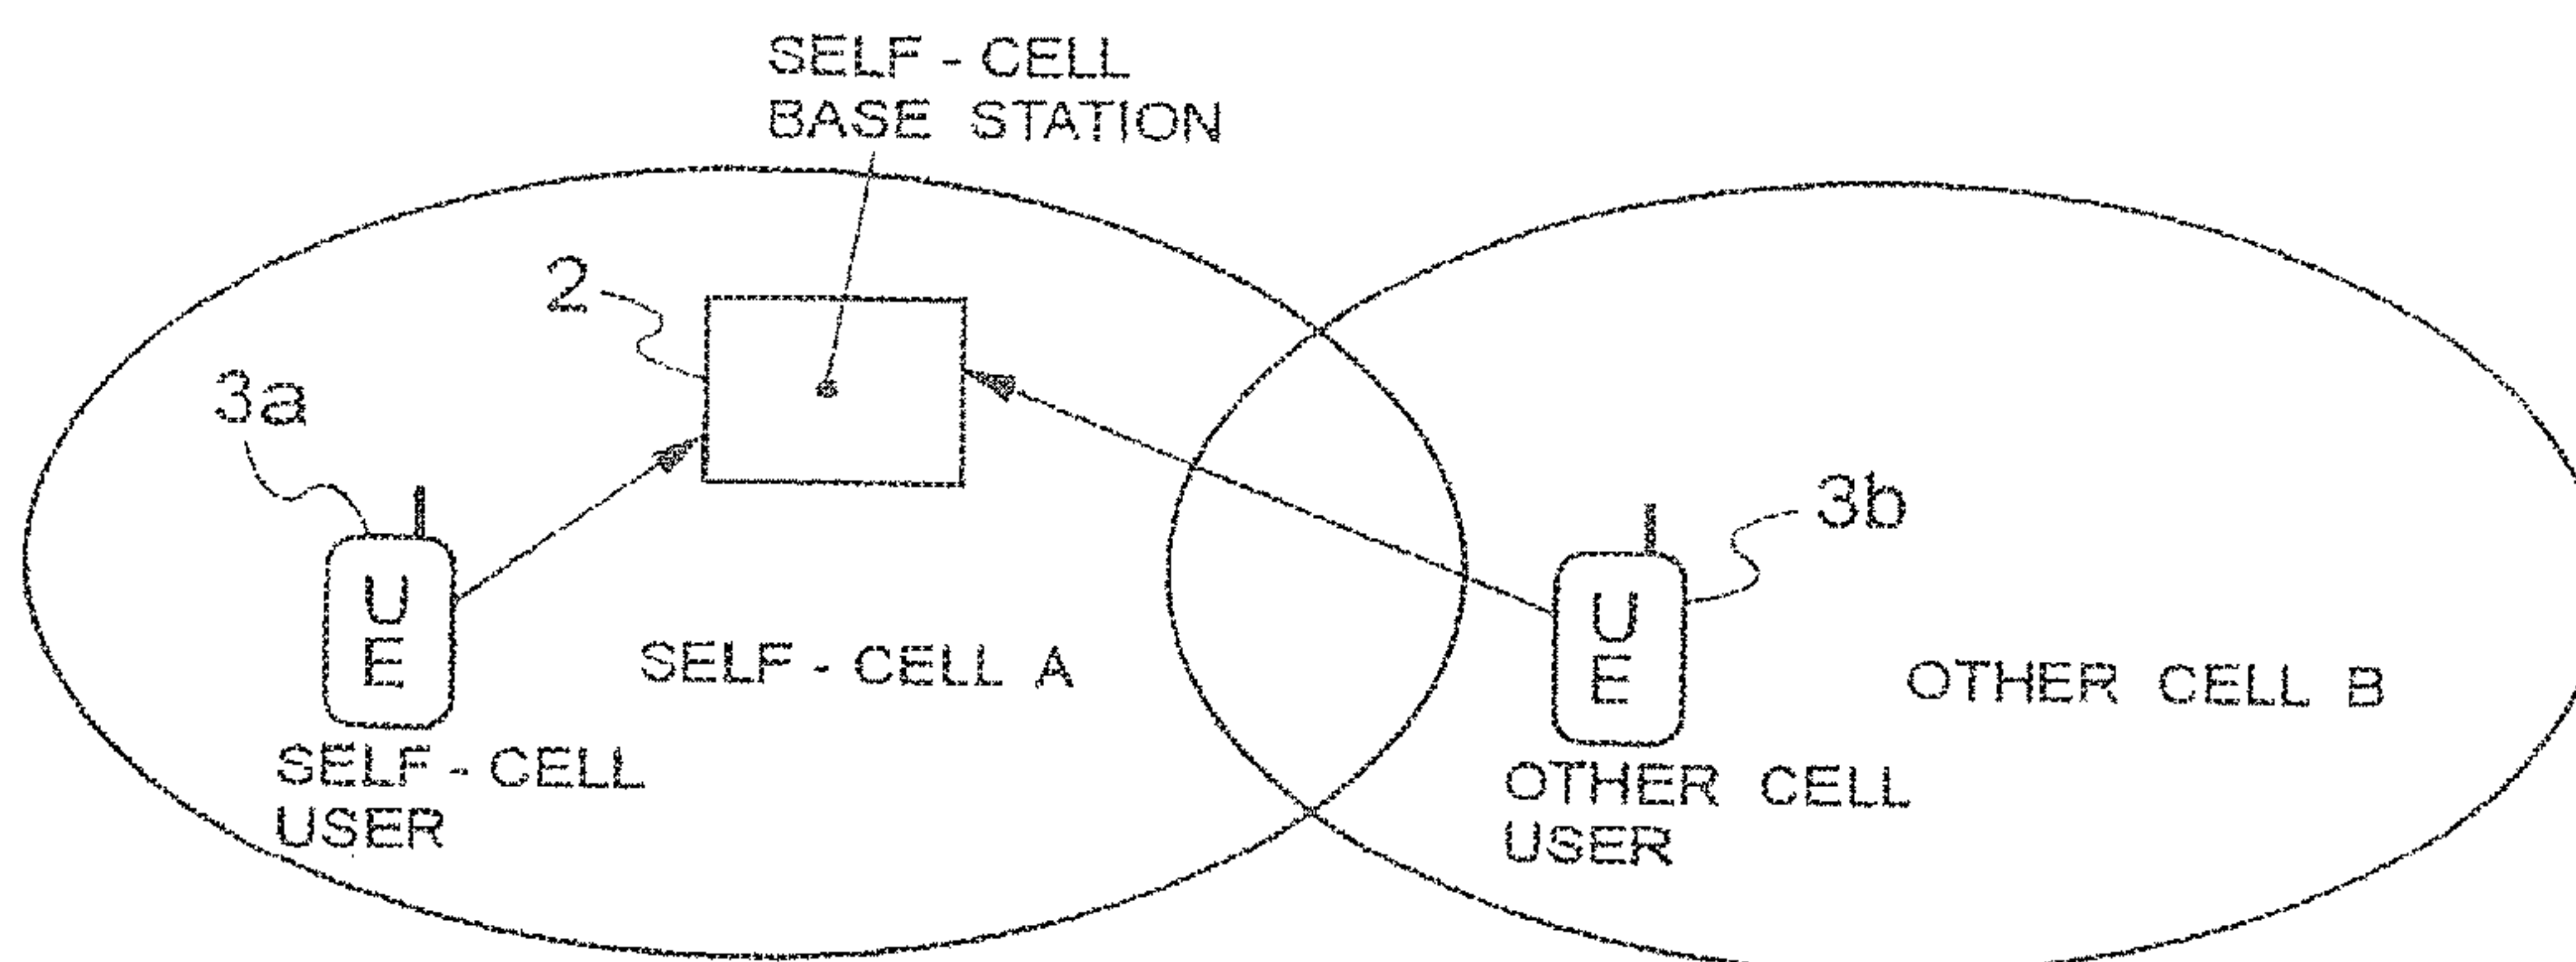 SELF - CELL
BASE STATION
2
3a
3b
U
E
U
E
SELF - CELL A
OTHER CELL B
SELF - CELL
USER
OTHER CELL
USER